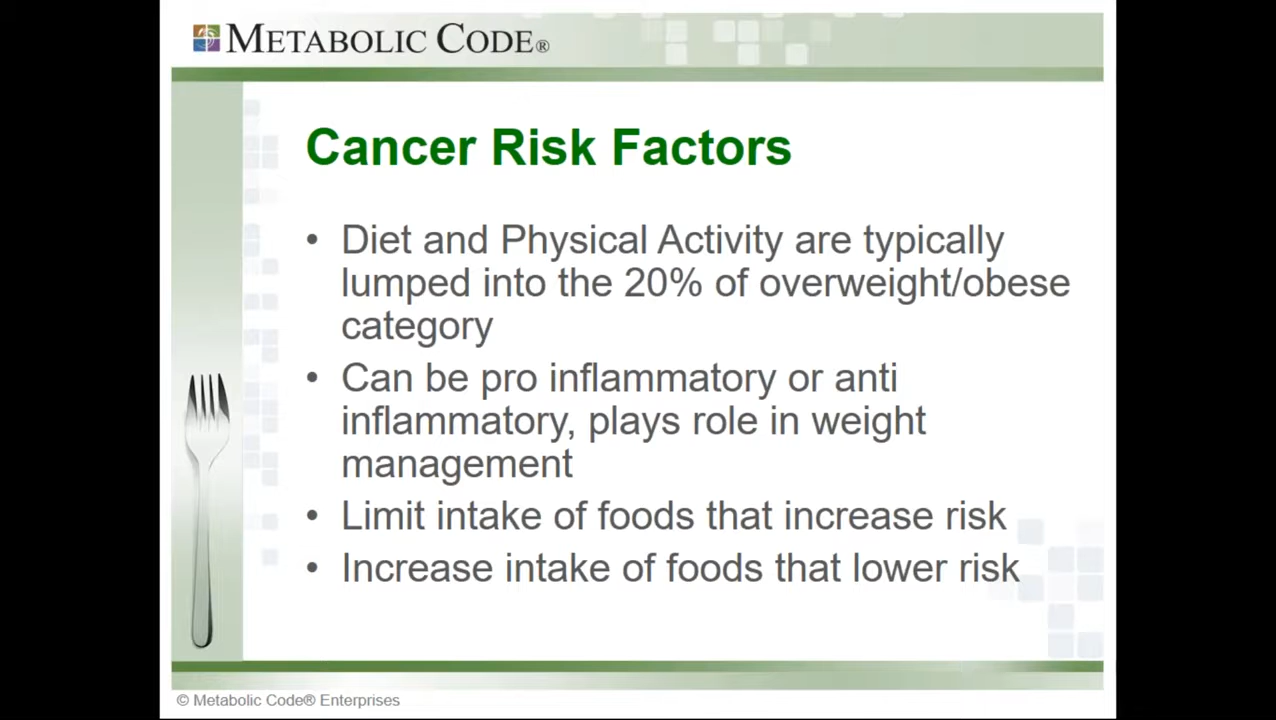 METABOLIC CODE®
Cancer Risk Factors
• Diet and Physical Activity are typically
lumped into the 20% of overweight/obese
category
• Can be pro inflammatory or anti
inflammatory, plays role in weight
management
• Limit intake of foods that increase risk
• Increase intake of foods that lower risk
© Metabolic Code® Enterprises